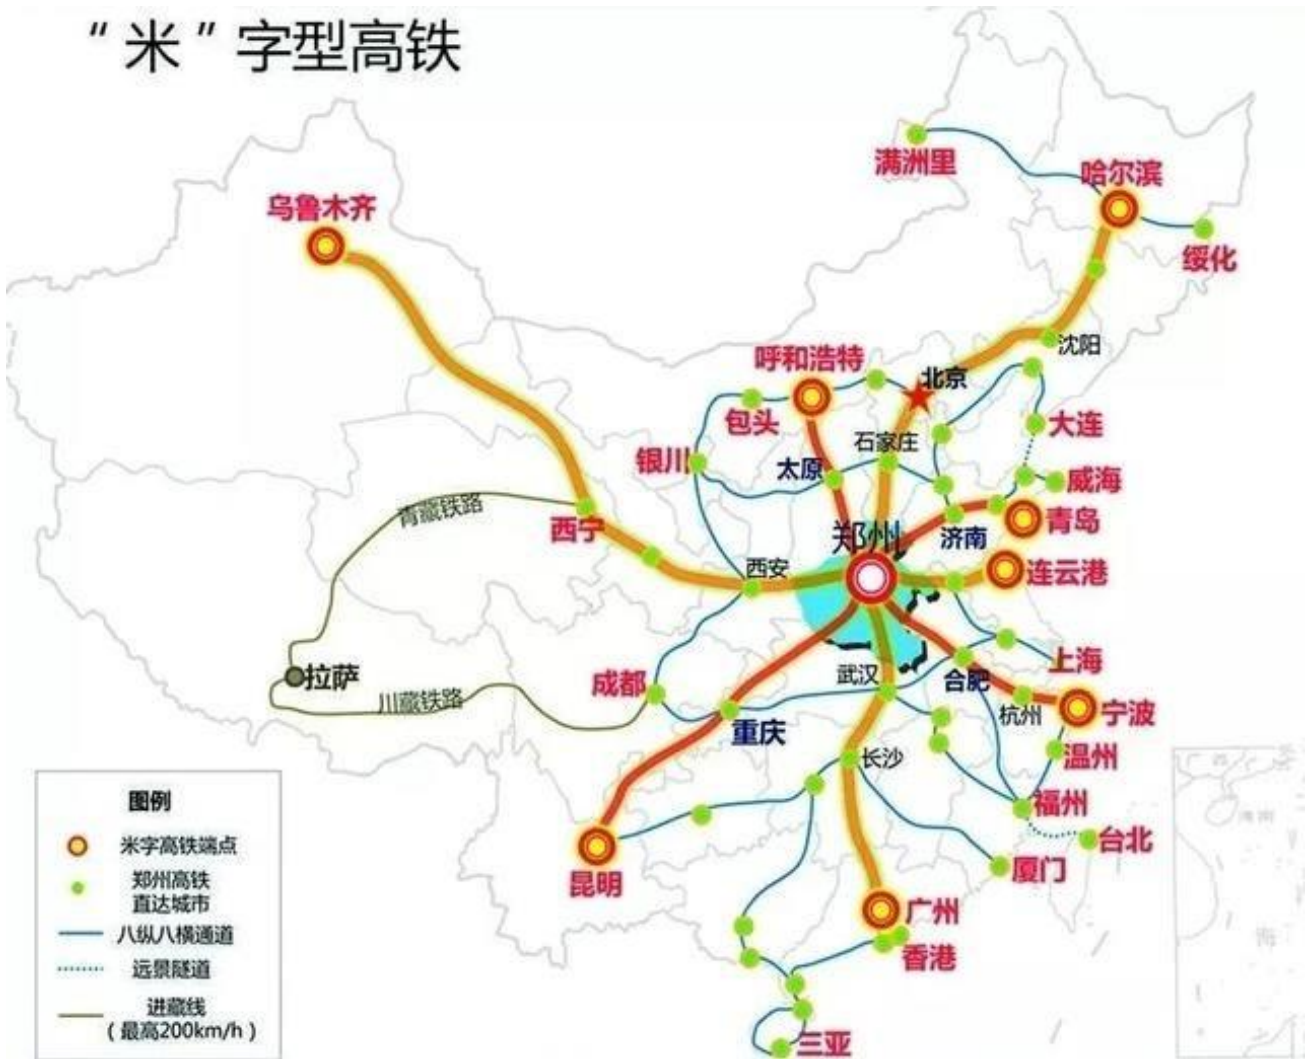 “米”字型高铁
满洲里
哈尔滨
乌鲁木齐
绥化
沈阳
呼和浩特
北京
包头
大连
石家庄
银川
太原
威海
青藏铁路
青岛
西宁
郑州
济南
西安
连云港
上海
拉萨
成都
武汉
合肥
川藏铁路
杭州
宁波
重庆
温州
长沙
福州
台北
厦门
昆明
广州
香港
三亚
图例
米字高铁端点
郑州高铁
直达城市
八纵八横通道
远景隧道
进藏线
（最高200km/h）
海